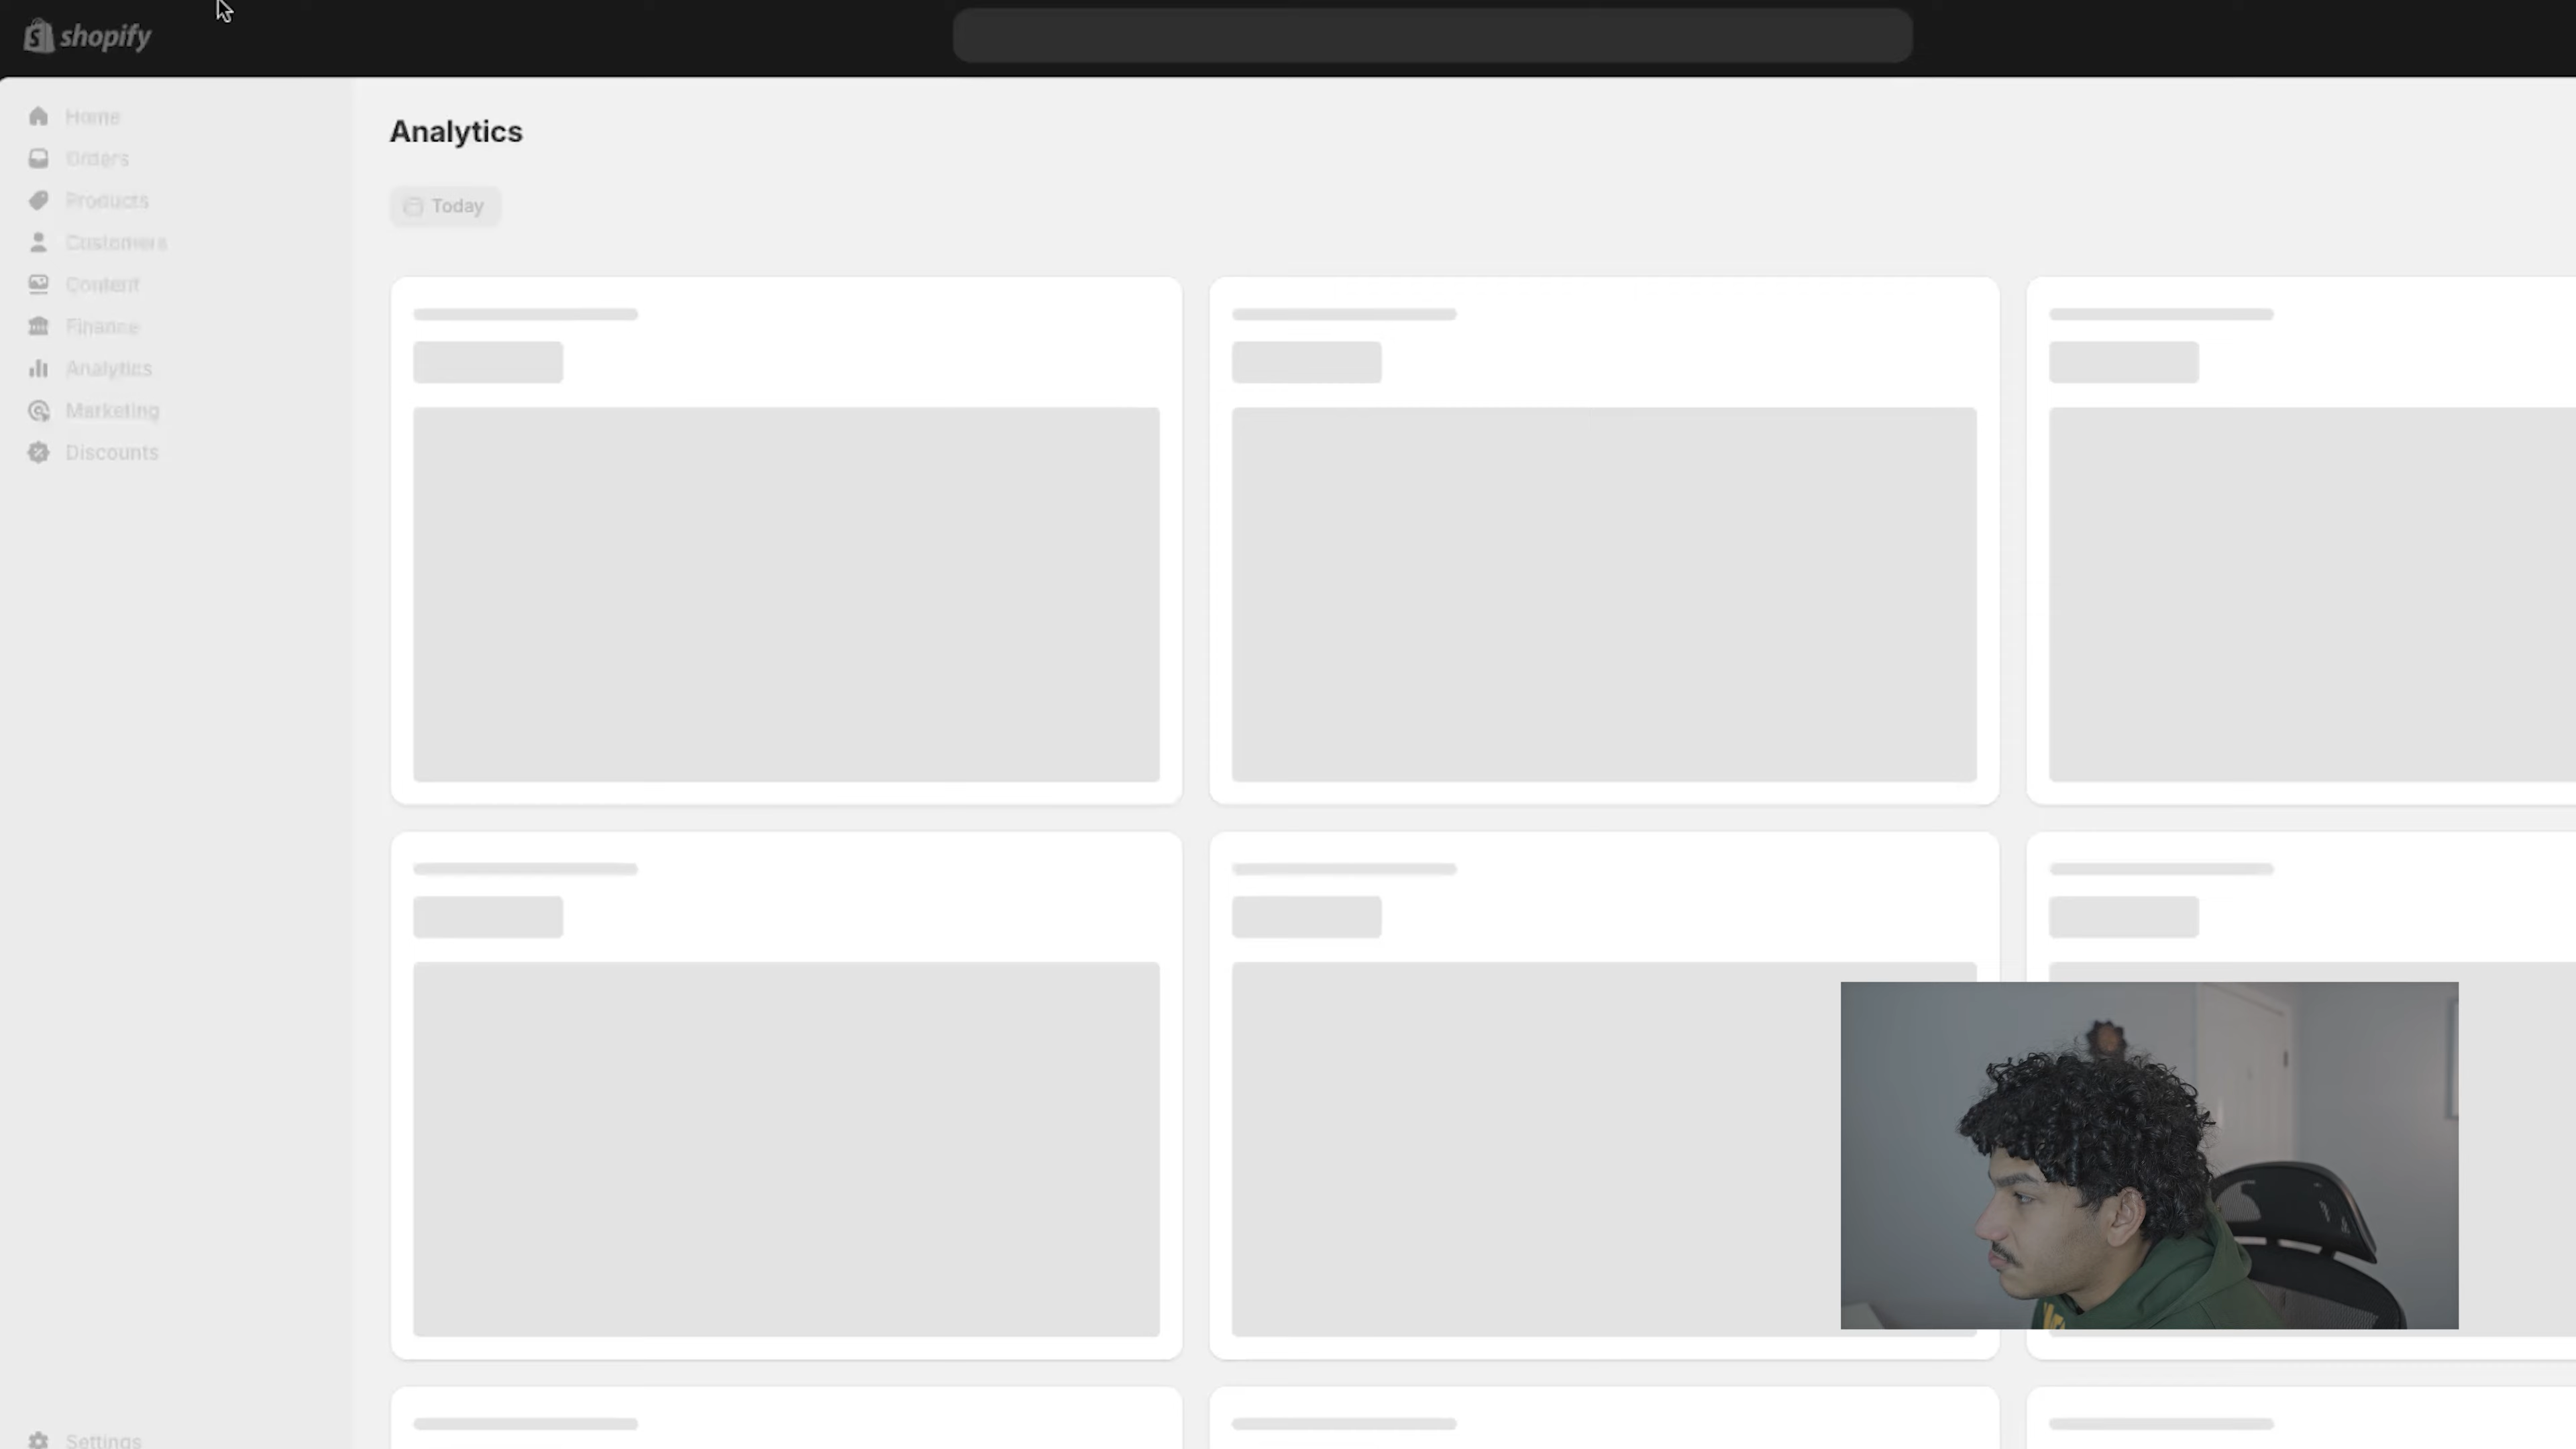 shopify
Home
Orders
Products
Customers
Content
Finance
Analytics
Marketing
Discounts
Settings
Analytics
Today